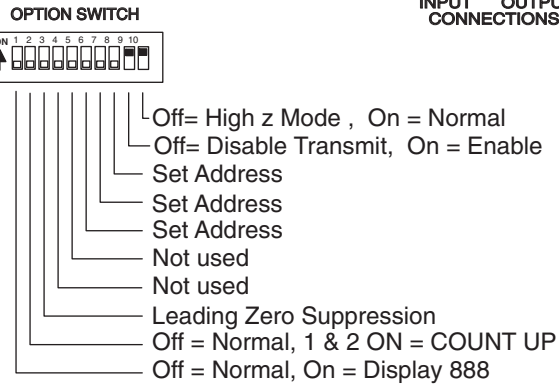 INPUT
CONNECTIONS
OPTION SWITCH
ON 1 2 3 4 5 6 7 8 9 10
Off= High z Mode , On = Normal
Off= Disable Transmit, On = Enable
Set Address
Set Address
Set Address
Not used
Not used
Leading Zero Suppression
Off = Normal, 1 & 2 ON = COUNT UP
Off = Normal, On = Display 888